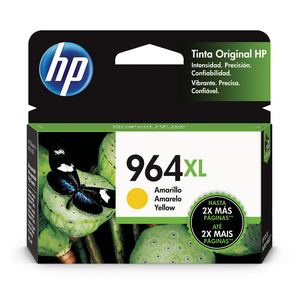 hp
Tinta Original HP
Intensidad. Precisión.
Confiabilidad.
Vibrante. Precisa.
Confiável.
964XL
Amarillo
Amarelo
Yellow
HASTA
2X MÁS
PÁGINAS
ATÉ
2X MAIS
PÁGINAS